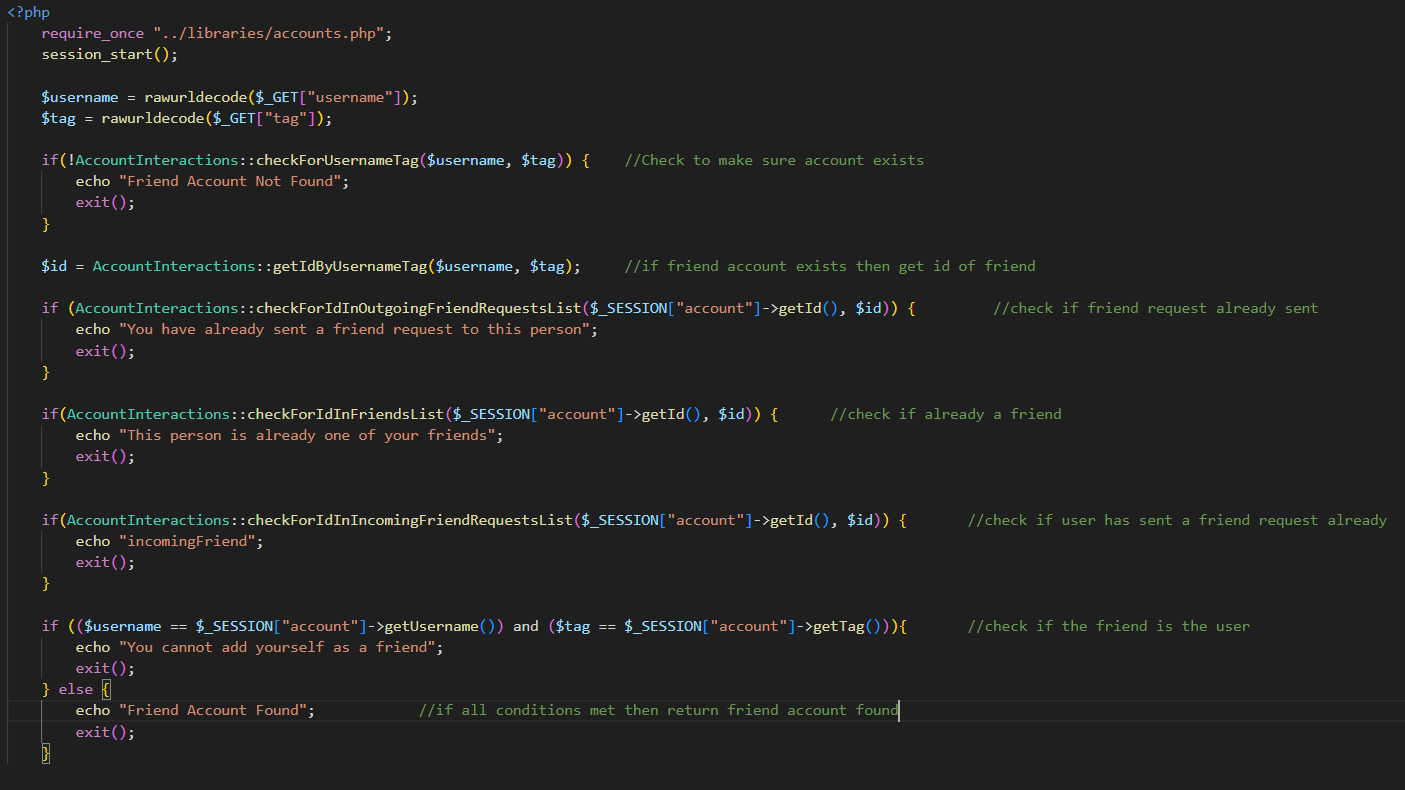 <?php
require_once "../libraries/accounts.php";
session_start();
$username = rawurldecode($_GET["username"]);
$tag = rawurldecode($_GET["tag"]);
if(!AccountInteractions::checkForUsernameTag($username, $tag)) {    //Check to make sure account exists
echo "Friend Account Not Found";
exit();
}
$id = AccountInteractions::getIdByUsernameTag($username, $tag);     //if friend account exists then get id of friend
if (AccountInteractions::checkForIdInOutgoingFriendRequestsList($_SESSION["account"]->getId(), $id)) {         //check if friend request already sent
echo "You have already sent a friend request to this person";
exit();
}
if(AccountInteractions::checkForIdInFriendsList($_SESSION["account"]->getId(), $id)) {      //check if already a friend
echo "This person is already one of your friends";
exit();
}
if(AccountInteractions::checkForIdInIncomingFriendRequestsList($_SESSION["account"]->getId(), $id)) {       //check if user has sent a friend request already
echo "incomingFriend";
exit();
}
if (($username == $_SESSION["account"]->getUsername()) and ($tag == $_SESSION["account"]->getTag())){       //check if the friend is the user
echo "You cannot add yourself as a friend";
exit();
} else {
echo "Friend Account Found";            //if all conditions met then return friend account found
exit();
}